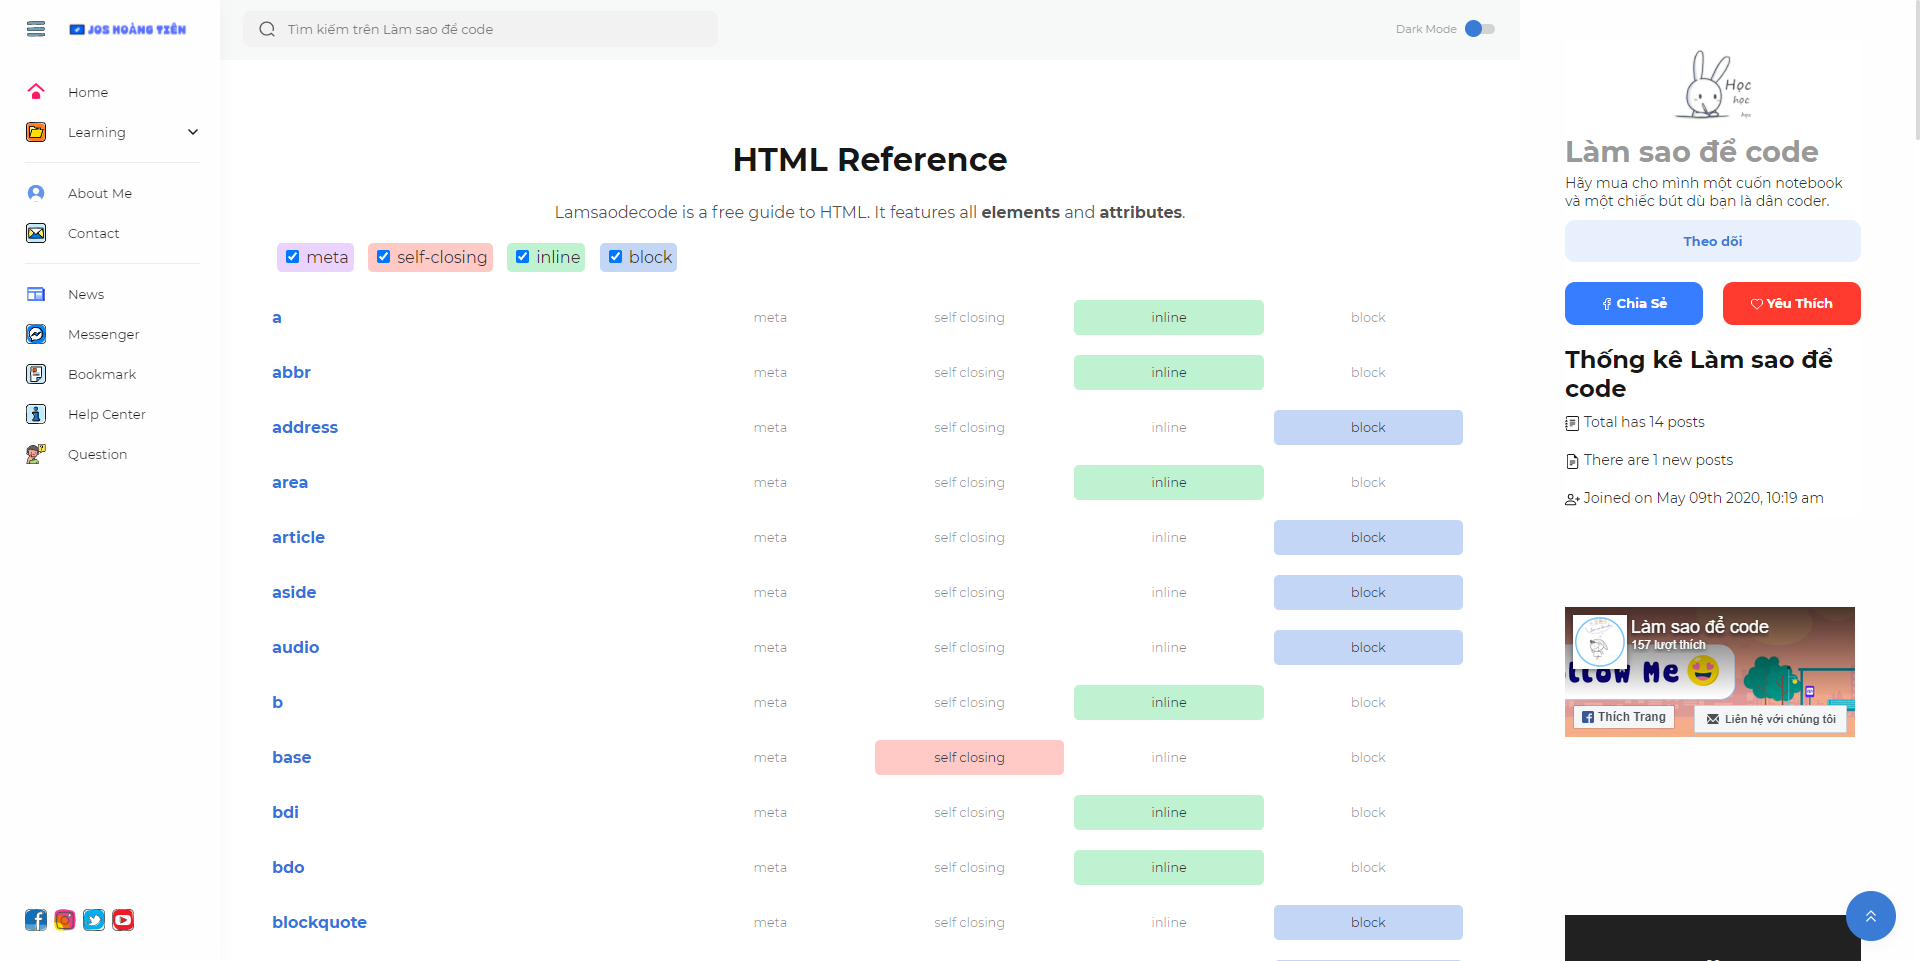 JOS HOÀNG TIÊN
Tìm kiếm trên Làm sao để code
Dark Mode
Home
Learning
About Me
Contact
News
Messenger
Bookmark
Help Center
Question
HTML Reference
Lamsaodecode is a free guide to HTML. It features all elements and attributes.
meta self-closing inline block
a meta self closing inline block
abbr meta self closing inline block
address meta self closing inline block
area meta self closing inline block
article meta self closing inline block
aside meta self closing inline block
audio meta self closing inline block
b meta self closing inline block
base meta self closing inline block
bdi meta self closing inline block
bdo meta self closing inline block
blockquote meta self closing inline block
Học
học
học
Làm sao để code
Hãy mua cho mình một cuốn notebook
và một chiếc bút dù bạn là dân coder.
Theo dõi
Chia Sẻ
Yêu Thích
Thống kê Làm sao để
code
Total has 14 posts
There are 1 new posts
Joined on May 09th 2020, 10:19 am
Làm sao để code
157 lượt thích
ollow Me
Thích Trang
Liên hệ với chúng tôi